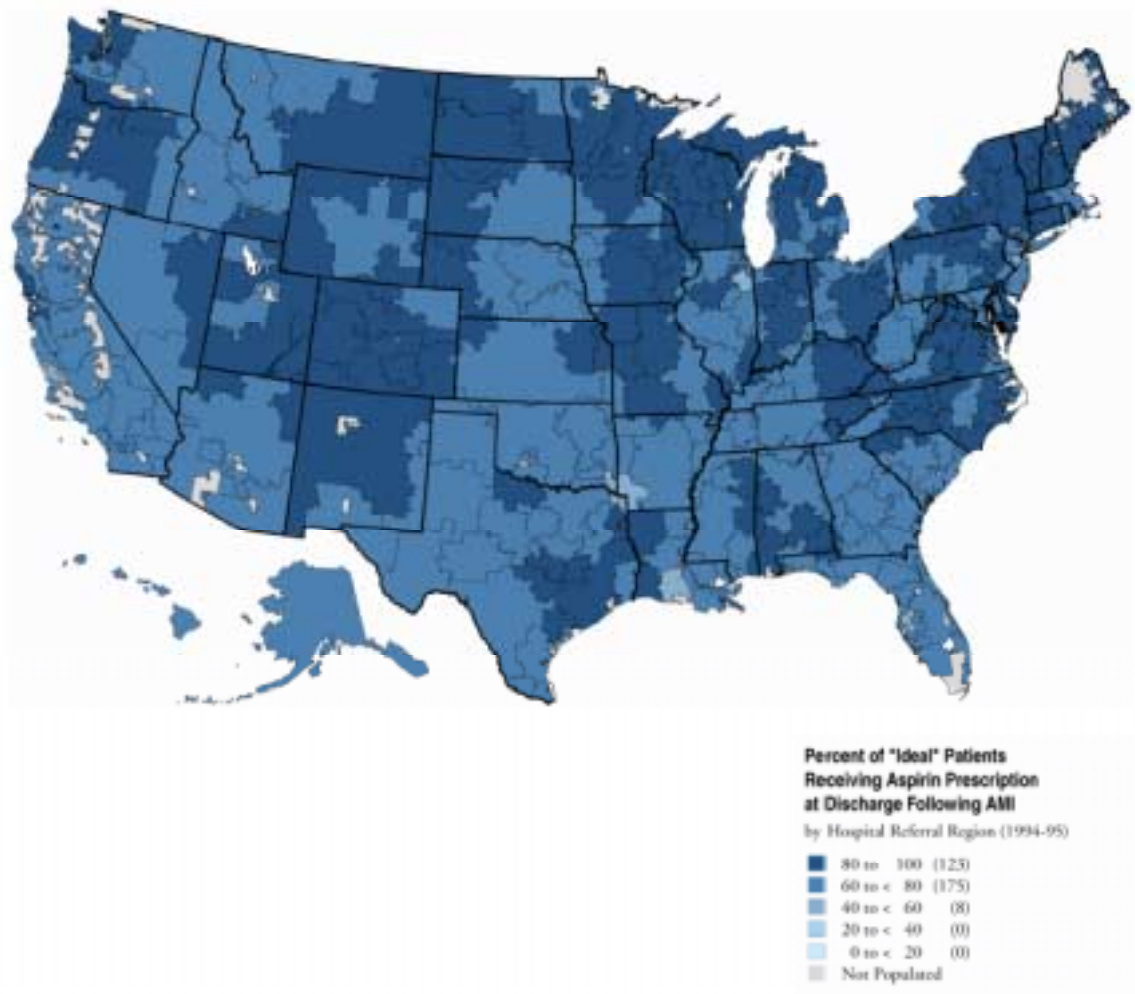 Percent of "Ideal" Patients
Receiving Aspirin Prescription
at Discharge Following AMI
by Hospital Referral Region (1994-95)
80 to 100 (123)
60 to < 80 (175)
40 to < 60 (8)
20 to < 40 (0)
0 to < 20 (0)
Not Populated